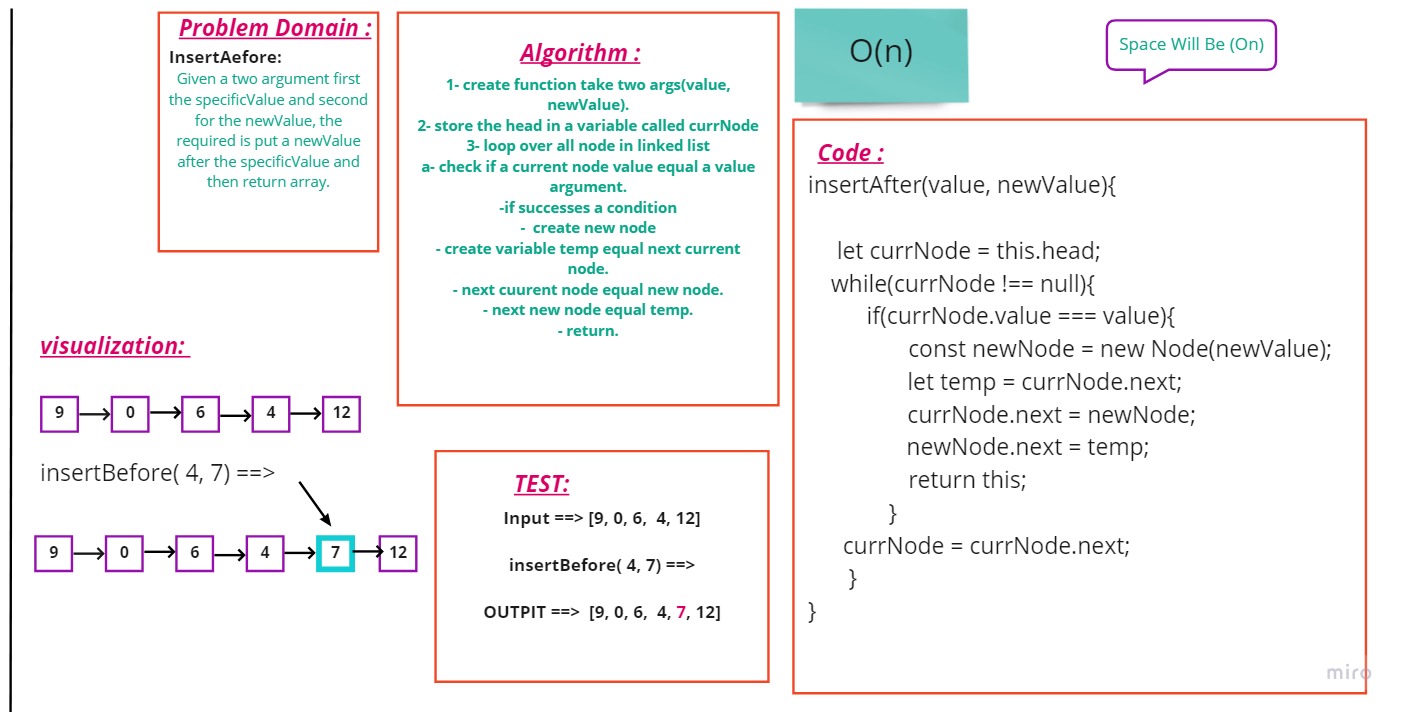 Problem Domain :
InsertAefore:
Given a two argument first
the specificValue and second
for the newValue, the
required is put a newValue
after the specificValue and
then return array.
Algorithm :
1- create function take two args(value,
newValue).
2- store the head in a variable called currNode
3- loop over all node in linked list
a- check if a current node value equal a value
argument.
-if successes a condition
- create new node
- create variable temp equal next current
node.
- next cuurent node equal new node.
- next new node equal temp.
- return.
O(n)
Space Will Be (On)
Code :
insertAfter(value, newValue){
let currNode = this.head;
while(currNode !== null){
if(currNode.value === value){
const newNode = new Node(newValue);
let temp = currNode.next;
currNode.next = newNode;
newNode.next = temp;
return this;
}
currNode = currNode.next;
}
}
visualization:
9 0 6 4 12
insertBefore( 4, 7) ==>
9 0 6 4 7 12
TEST:
Input ==> [9, 0, 6, 4, 12]
insertBefore( 4, 7) ==>
OUTPIT ==> [9, 0, 6, 4, 7, 12]
miro